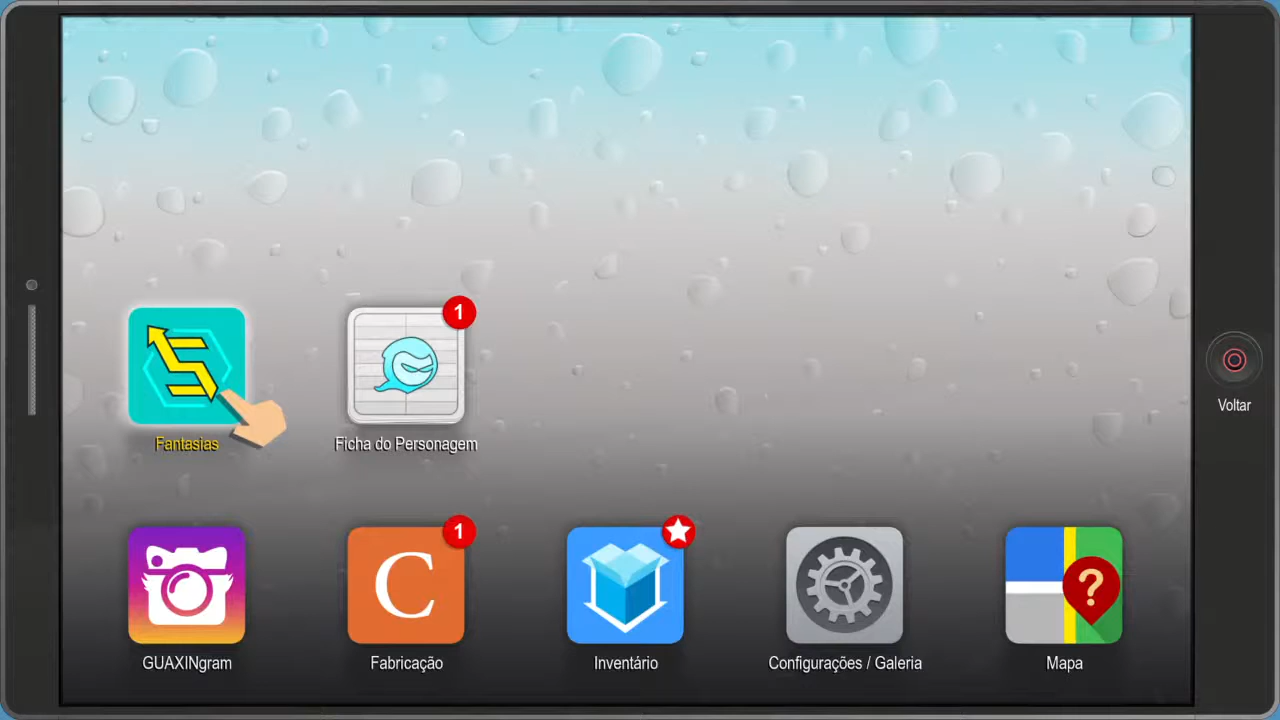 1
Fantasias
Ficha do Personagem
Voltar
1
C
?
GUAXINgram
Fabricação
Inventário
Configurações / Galeria
Mapa